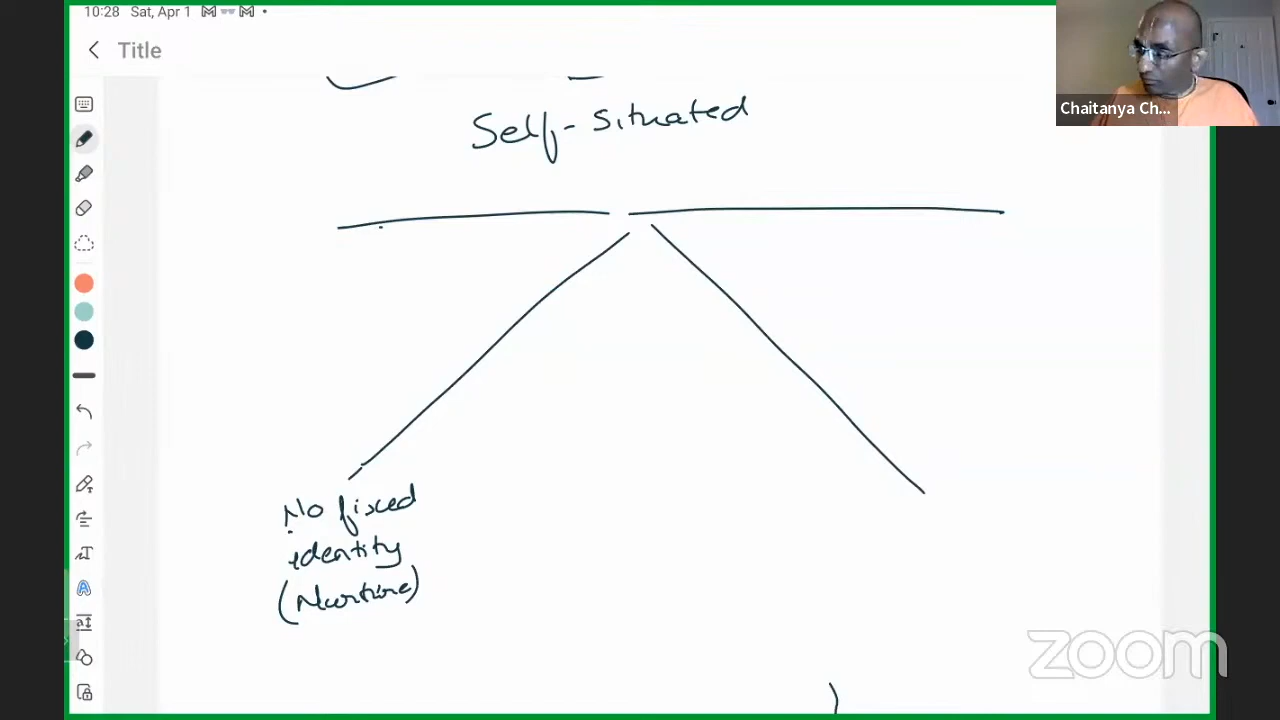 10:28 Sat, Apr 1
Title
Chaitanya Ch...
Self-situated
No fixed
identity
(Nurture)
zoom